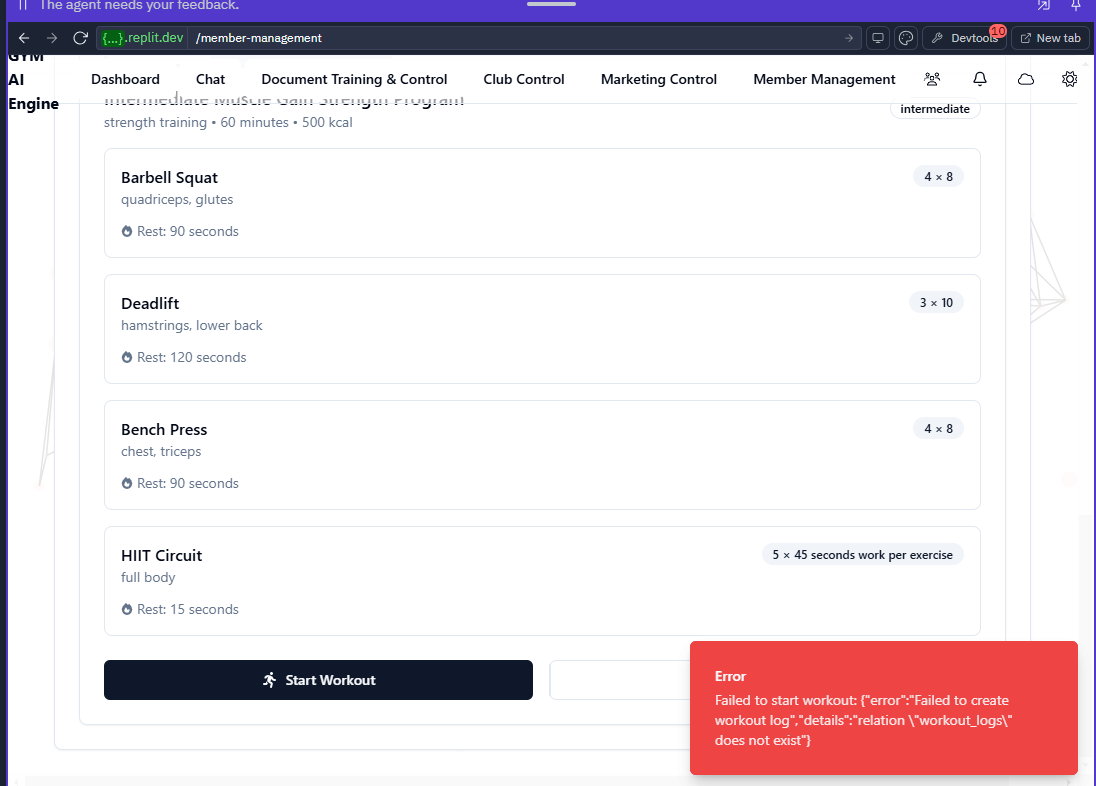 The agent needs your feedback.
{...}.replit.dev /member-management
Devtools 10
New tab
GYM
AI
Engine
Dashboard Chat Document Training & Control Club Control Marketing Control Member Management
Intermediate Muscle Gain Strength Program
intermediate
strength training • 60 minutes • 500 kcal
Barbell Squat
4 × 8
quadriceps, glutes
Rest: 90 seconds
Deadlift
3 × 10
hamstrings, lower back
Rest: 120 seconds
Bench Press
4 × 8
chest, triceps
Rest: 90 seconds
HIIT Circuit
5 × 45 seconds work per exercise
full body
Rest: 15 seconds
Start Workout
Error
Failed to start workout: {"error":"Failed to create
workout log","details":"relation \"workout_logs\"
does not exist"}